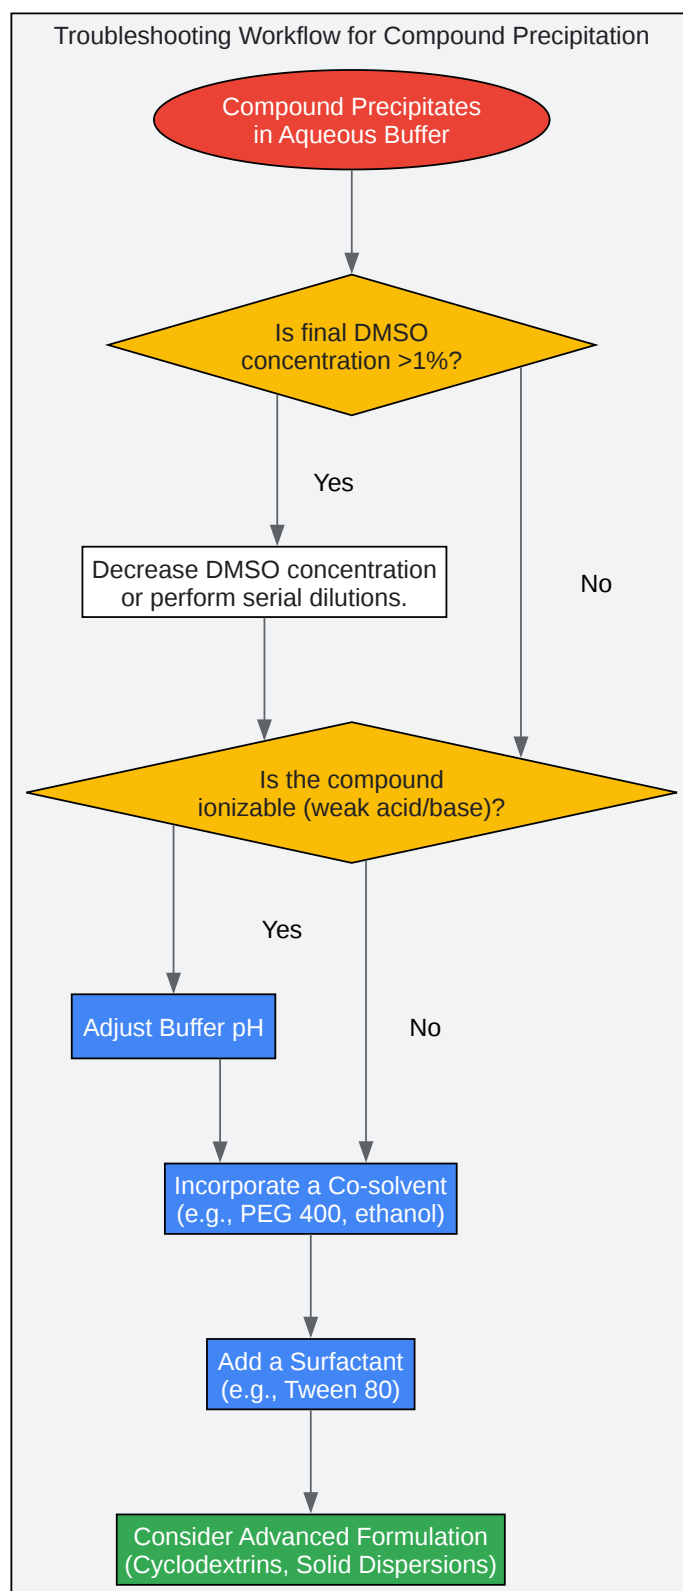 Troubleshooting Workflow for Compound Precipitation
Compound Precipitates
in Aqueous Buffer
Is final DMSO
concentration >1%?
Yes
Decrease DMSO concentration
or perform serial dilutions.
No
Is the compound
ionizable (weak acid/base)?
Yes
Adjust Buffer pH
No
Incorporate a Co-solvent
(e.g., PEG 400, ethanol)
Add a Surfactant
(e.g., Tween 80)
Consider Advanced Formulation
(Cyclodextrins, Solid Dispersions)